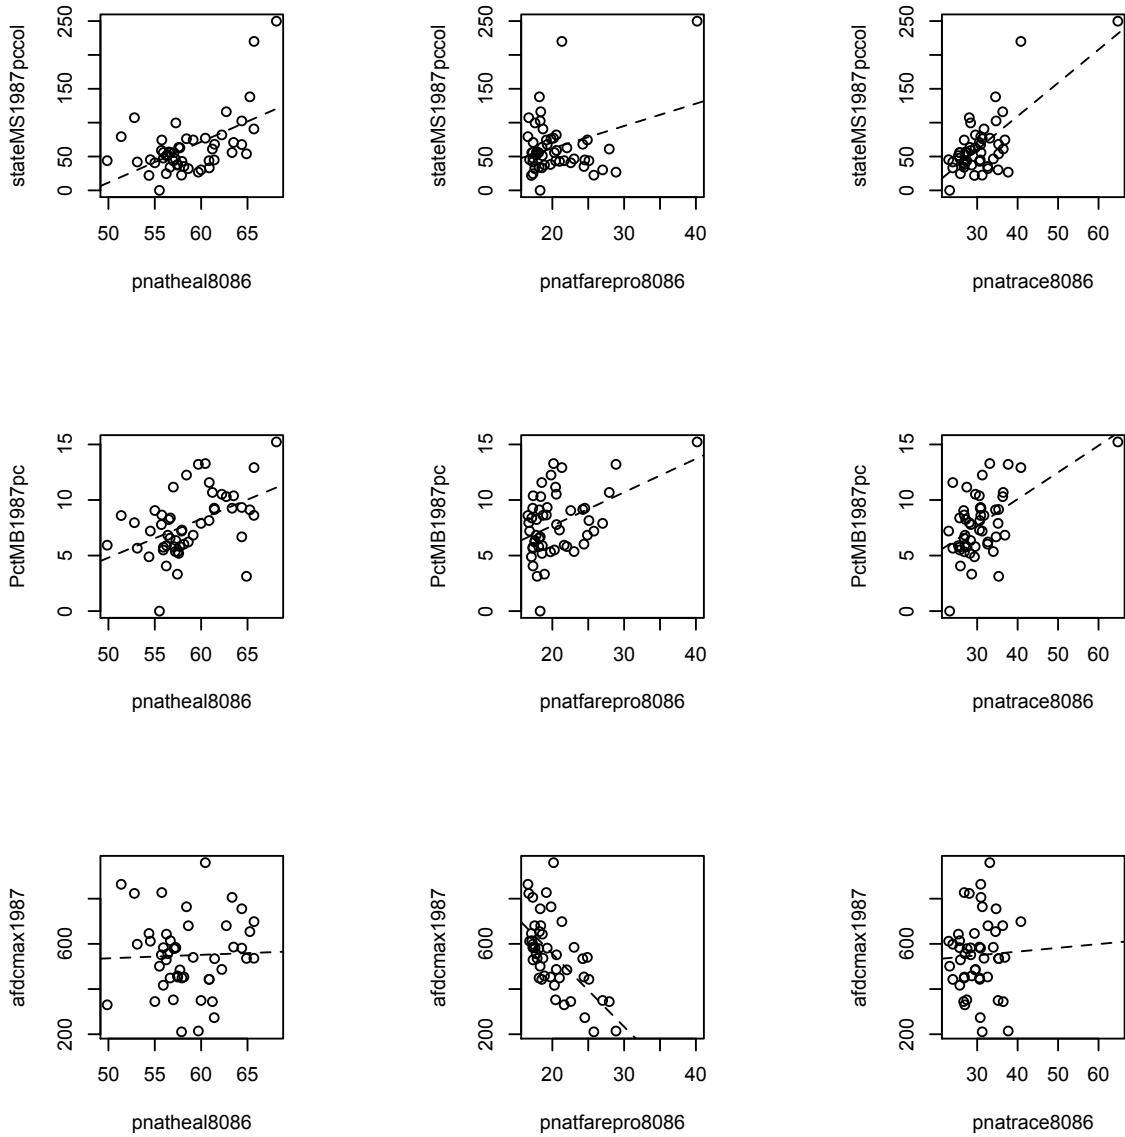 stateMS1987pccol
0 50 150 250
50 55 60 65
pnatheal8086
stateMS1987pccol
0 50 150 250
20 30 40
pnatfarepro8086
stateMS1987pccol
0 50 150 250
30 40 50 60
pnatrace8086
PctMB1987pc
0 5 10 15
50 55 60 65
pnatheal8086
PctMB1987pc
0 5 10 15
20 30 40
pnatfarepro8086
PctMB1987pc
0 5 10 15
30 40 50 60
pnatrace8086
afdcmax1987
200 600
50 55 60 65
pnatheal8086
afdcmax1987
200 600
20 30 40
pnatfarepro8086
afdcmax1987
200 600
30 40 50 60
pnatrace8086